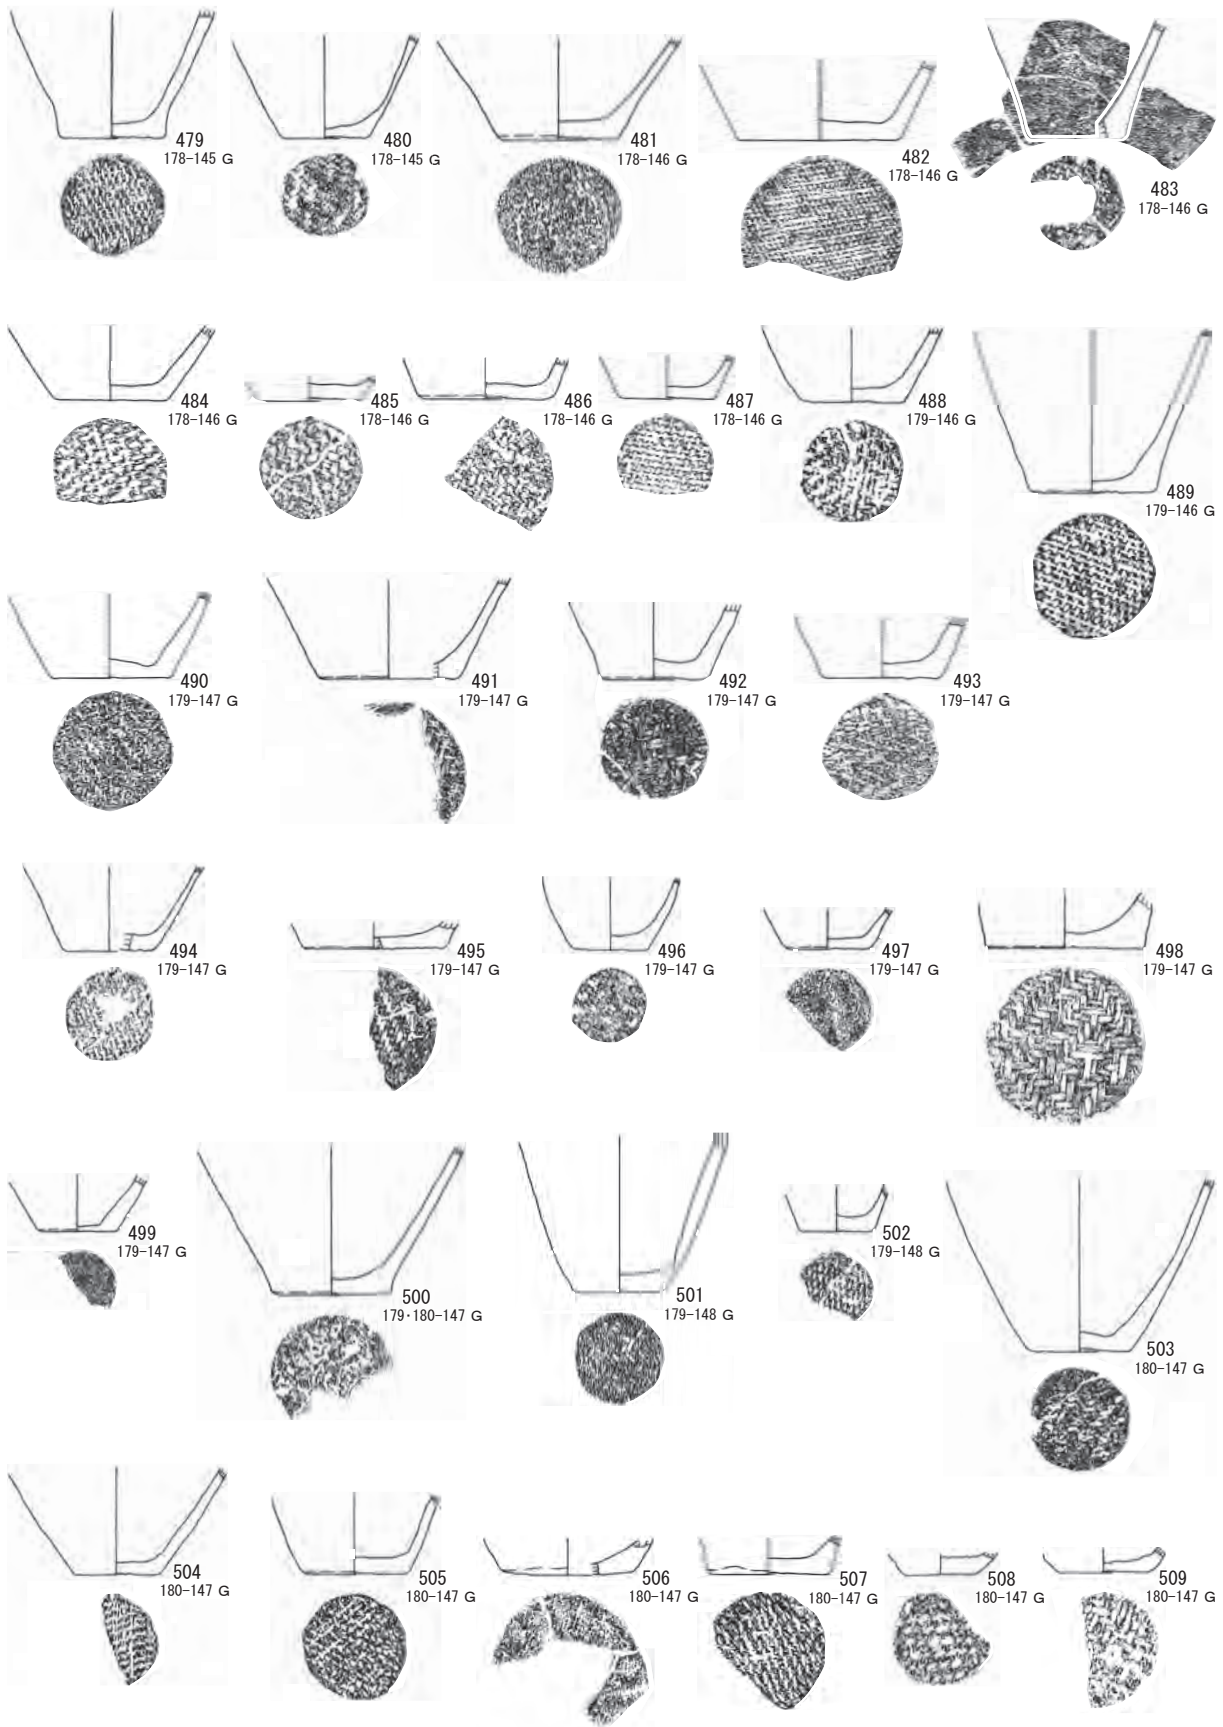 479
178-145 G
480
178-145 G
481
178-146 G
482
178-146 G
483
178-146 G
484
178-146 G
485
178-146 G
486
178-146 G
487
178-146 G
488
179-146 G
489
179-146 G
490
179-147 G
491
179-147 G
492
179-147 G
493
179-147 G
494
179-147 G
495
179-147 G
496
179-147 G
497
179-147 G
498
179-147 G
499
179-147 G
500
179・180-147 G
501
179-148 G
502
179-148 G
503
180-147 G
504
180-147 G
505
180-147 G
506
180-147 G
507
180-147 G
508
180-147 G
509
180-147 G